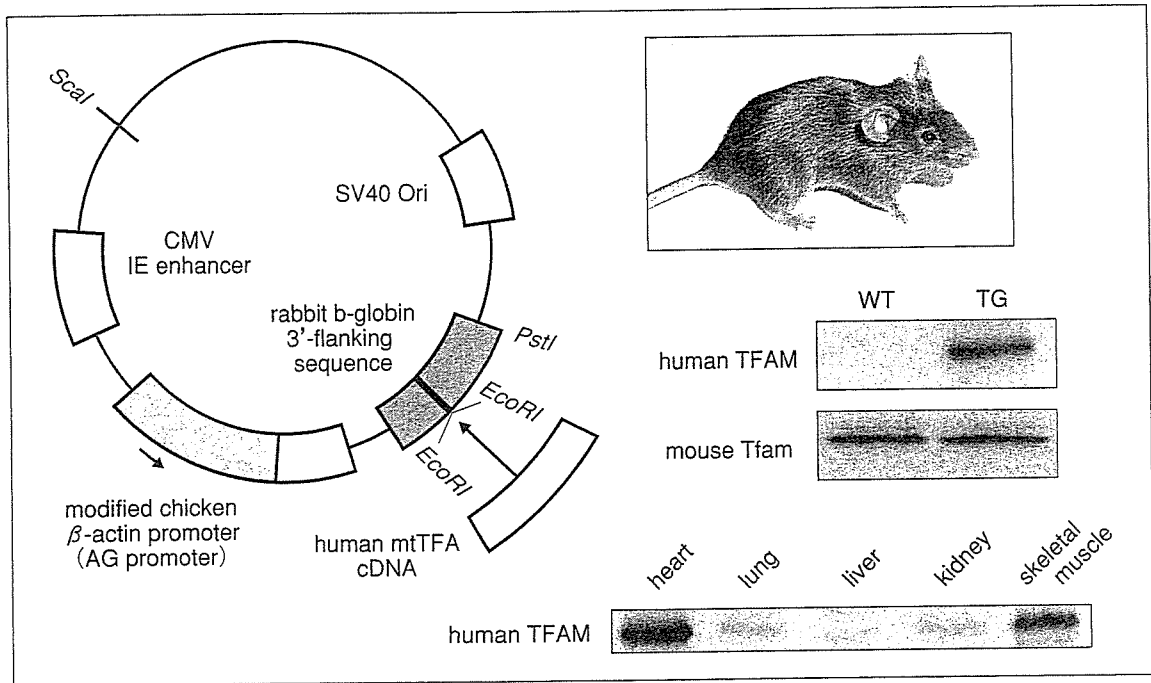 ScaI
SV40 Ori
CMV
IE enhancer
rabbit b-globin
3'-flanking
sequence
PstI
EcoRI
EcoRI
modified chicken
β-actin promoter
(AG promoter)
human mtTFA
cDNA
WT TG
human TFAM
mouse Tfam
heart lung liver kidney skeletal
muscle
human TFAM